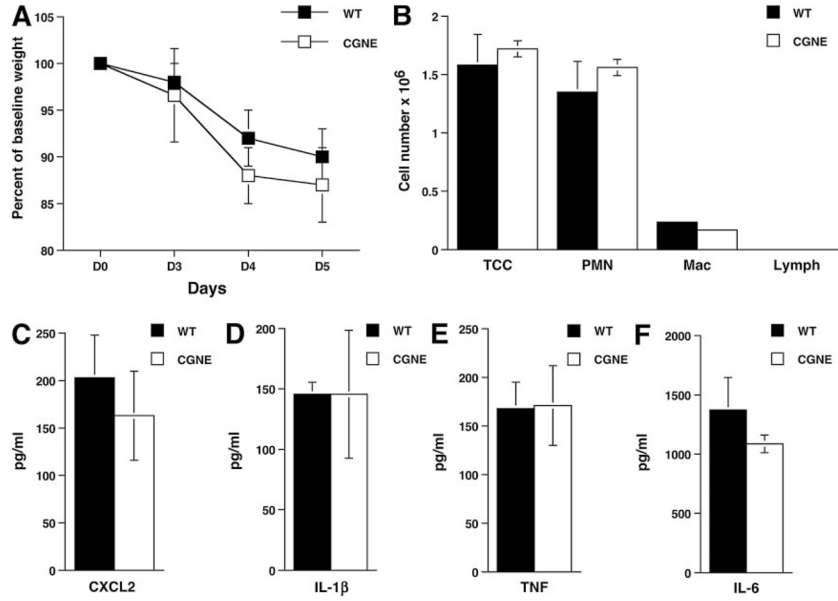 A
105
100
95
90
85
80
Percent of baseline weight
D0 D3 D4 D5
Days
WT
CGNE
B
2
1.5
1
0.5
0
Cell number x 10⁶
TCC PMN Mac Lymph
WT
CGNE
C
250
200
150
100
50
0
pg/ml
CXCL2
WT
CGNE
D
200
150
100
50
0
pg/ml
IL-1β
WT
CGNE
E
250
200
150
100
50
0
pg/ml
TNF
WT
CGNE
F
2000
1500
1000
500
0
pg/ml
IL-6
WT
CGNE